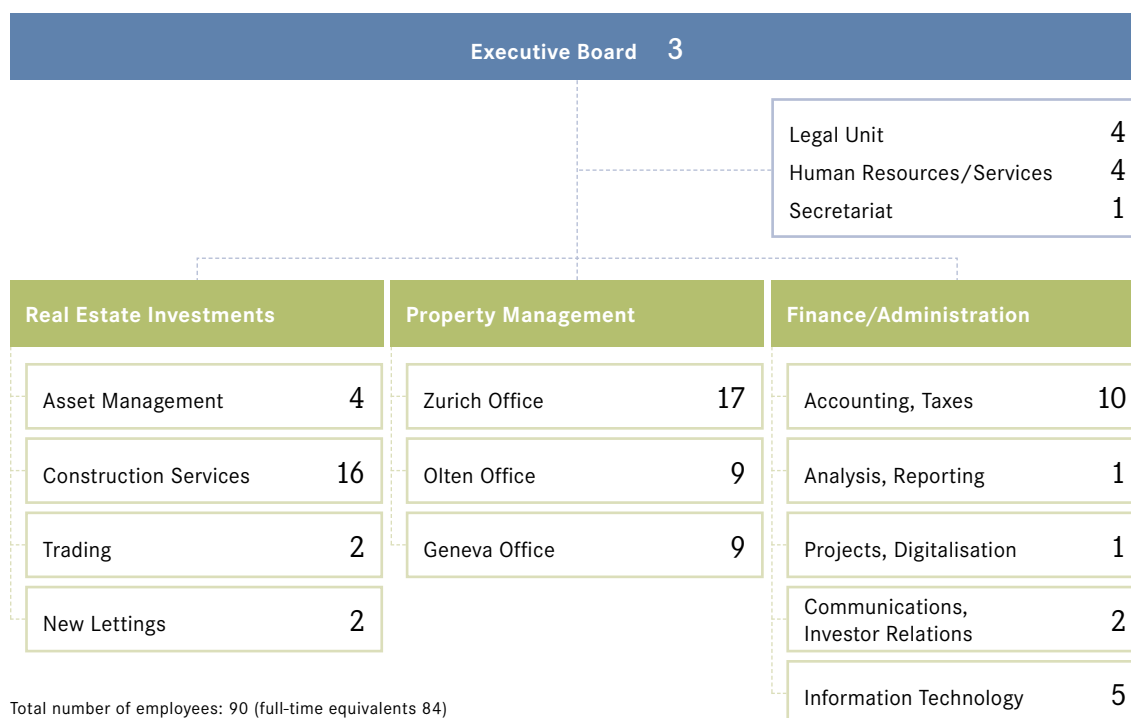 Executive Board 3
Legal Unit 4
Human Resources/Services 4
Secretariat 1
Real Estate Investments
Asset Management 4
Construction Services 16
Trading 2
New Lettings 2
Property Management
Zurich Office 17
Olten Office 9
Geneva Office 9
Finance/Administration
Accounting, Taxes 10
Analysis, Reporting 1
Projects, Digitalisation 1
Communications,
Investor Relations 2
Information Technology 5
Total number of employees: 90 (full-time equivalents 84)